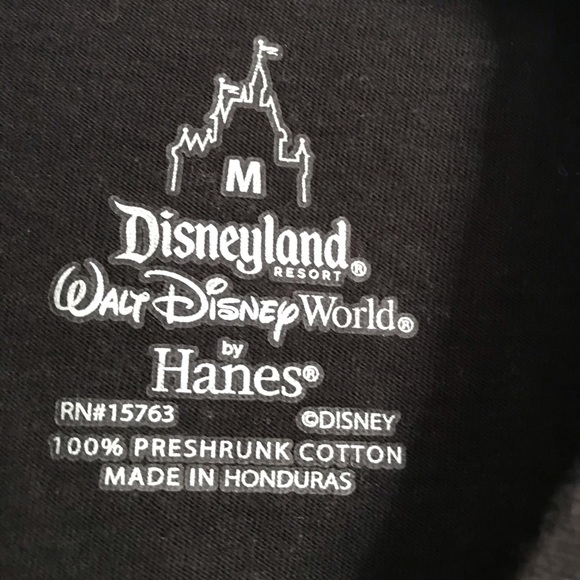 M
Disneyland®
RESORT
WALT DISNEY World®
by
Hanes®
RN#15763 ©DISNEY
100% PRESHRUNK COTTON
MADE IN HONDURAS